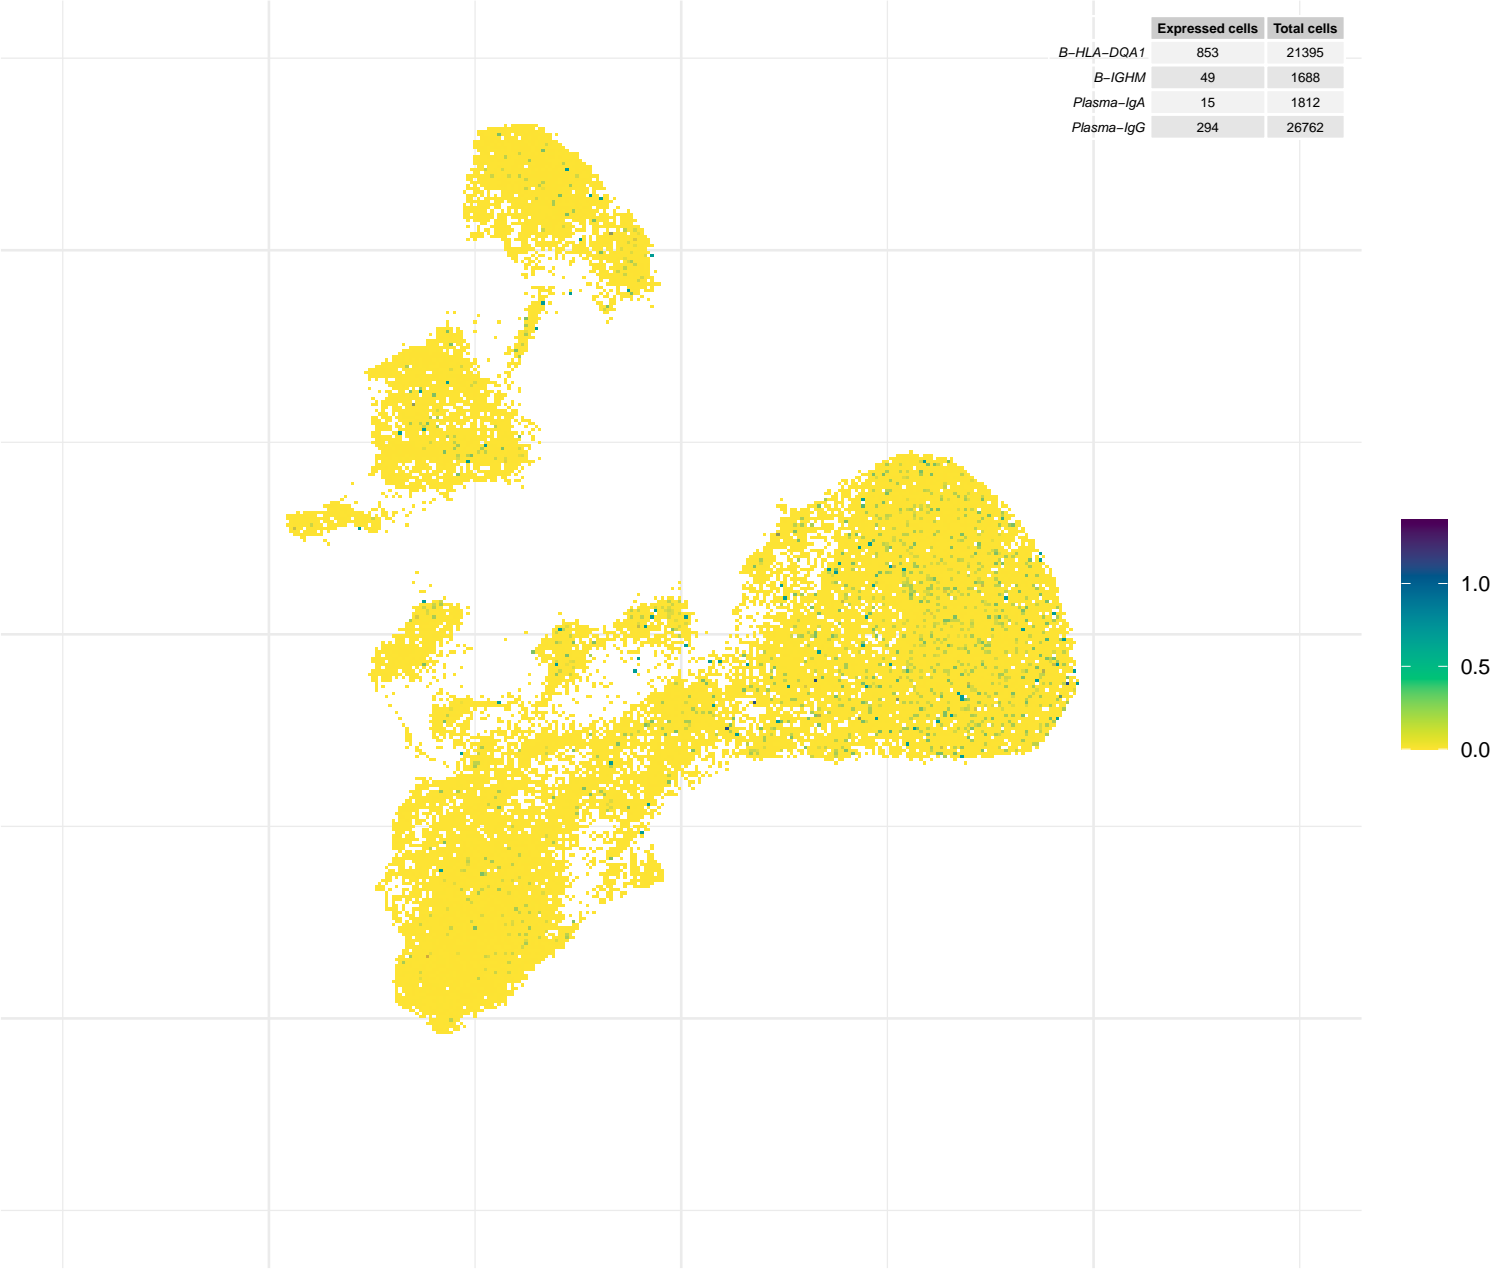 Expressed cells Total cells
B−HLA−DQA1 853 21395
B−IGHM 49 1688
Plasma−IgA 15 1812
Plasma−IgG 294 26762
1.0
0.5
0.0